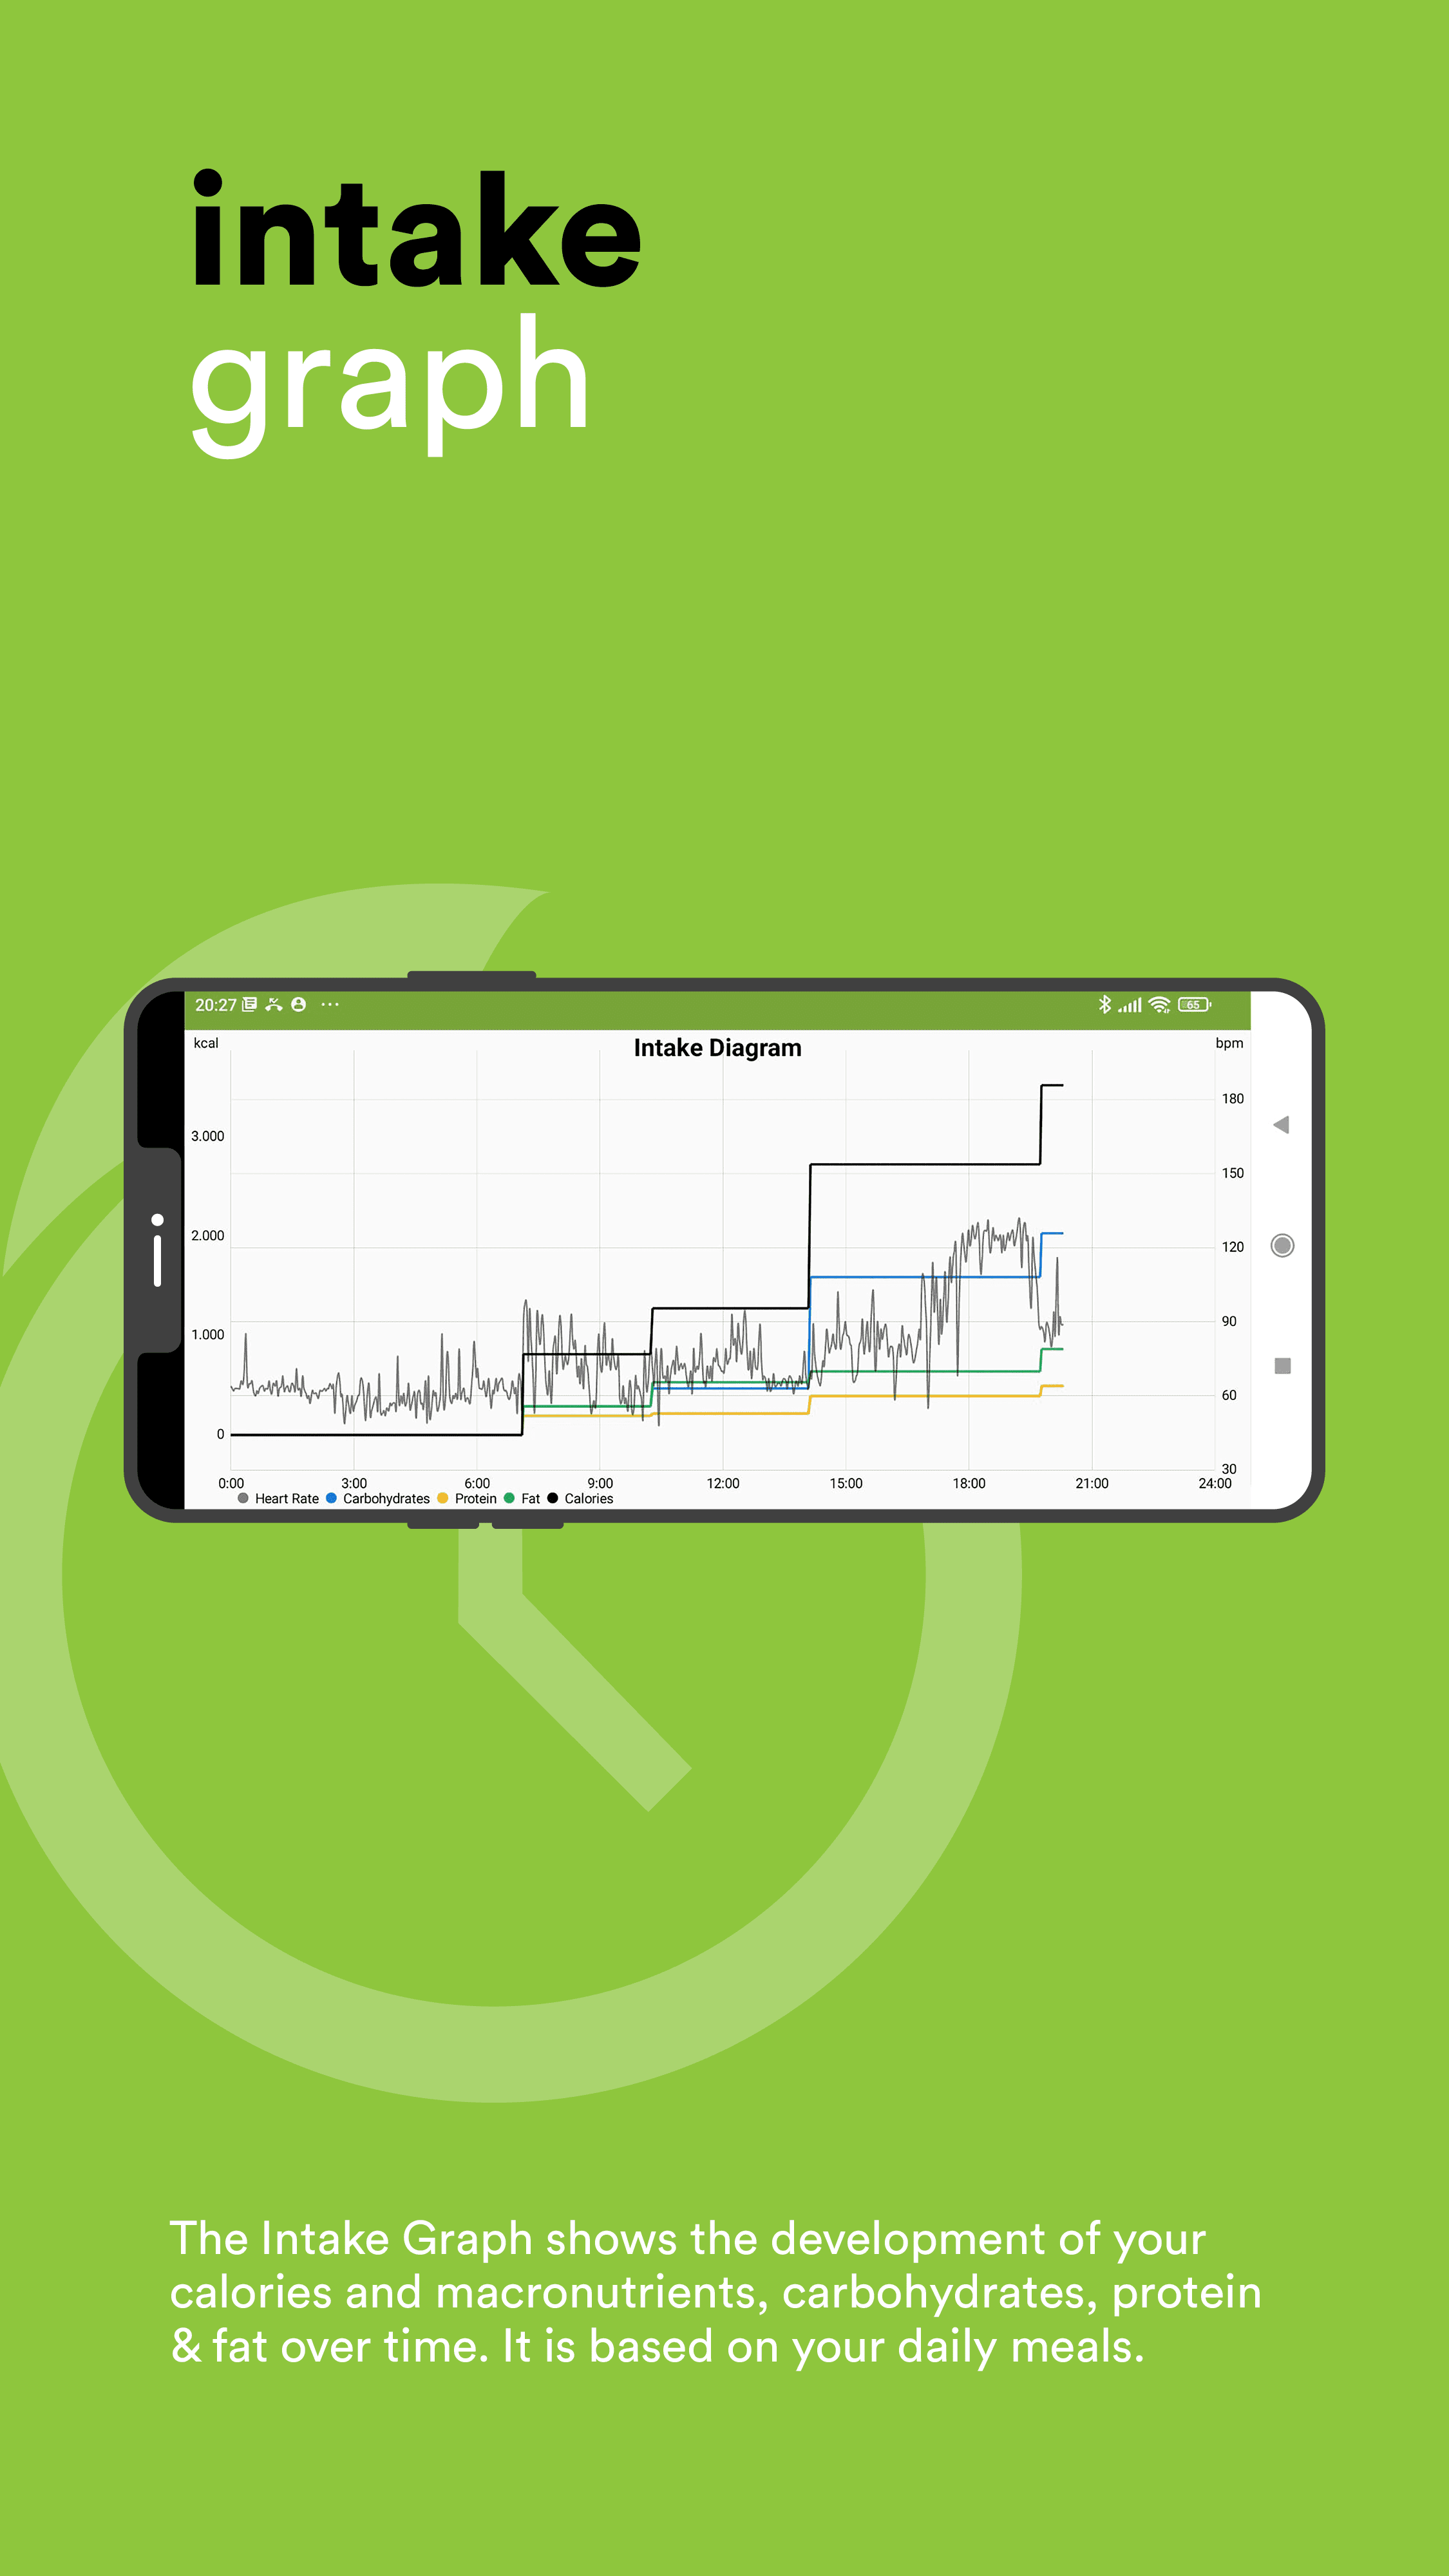 intake
graph
20:27
65
kcal
Intake Diagram
bpm
180
3.000
150
2.000
120
1.000
90
60
0
30
0:00 3:00 6:00 9:00 12:00 15:00 18:00 21:00 24:00
Heart Rate Carbohydrates Protein Fat Calories
The Intake Graph shows the development of your
calories and macronutrients, carbohydrates, protein
& fat over time. It is based on your daily meals.